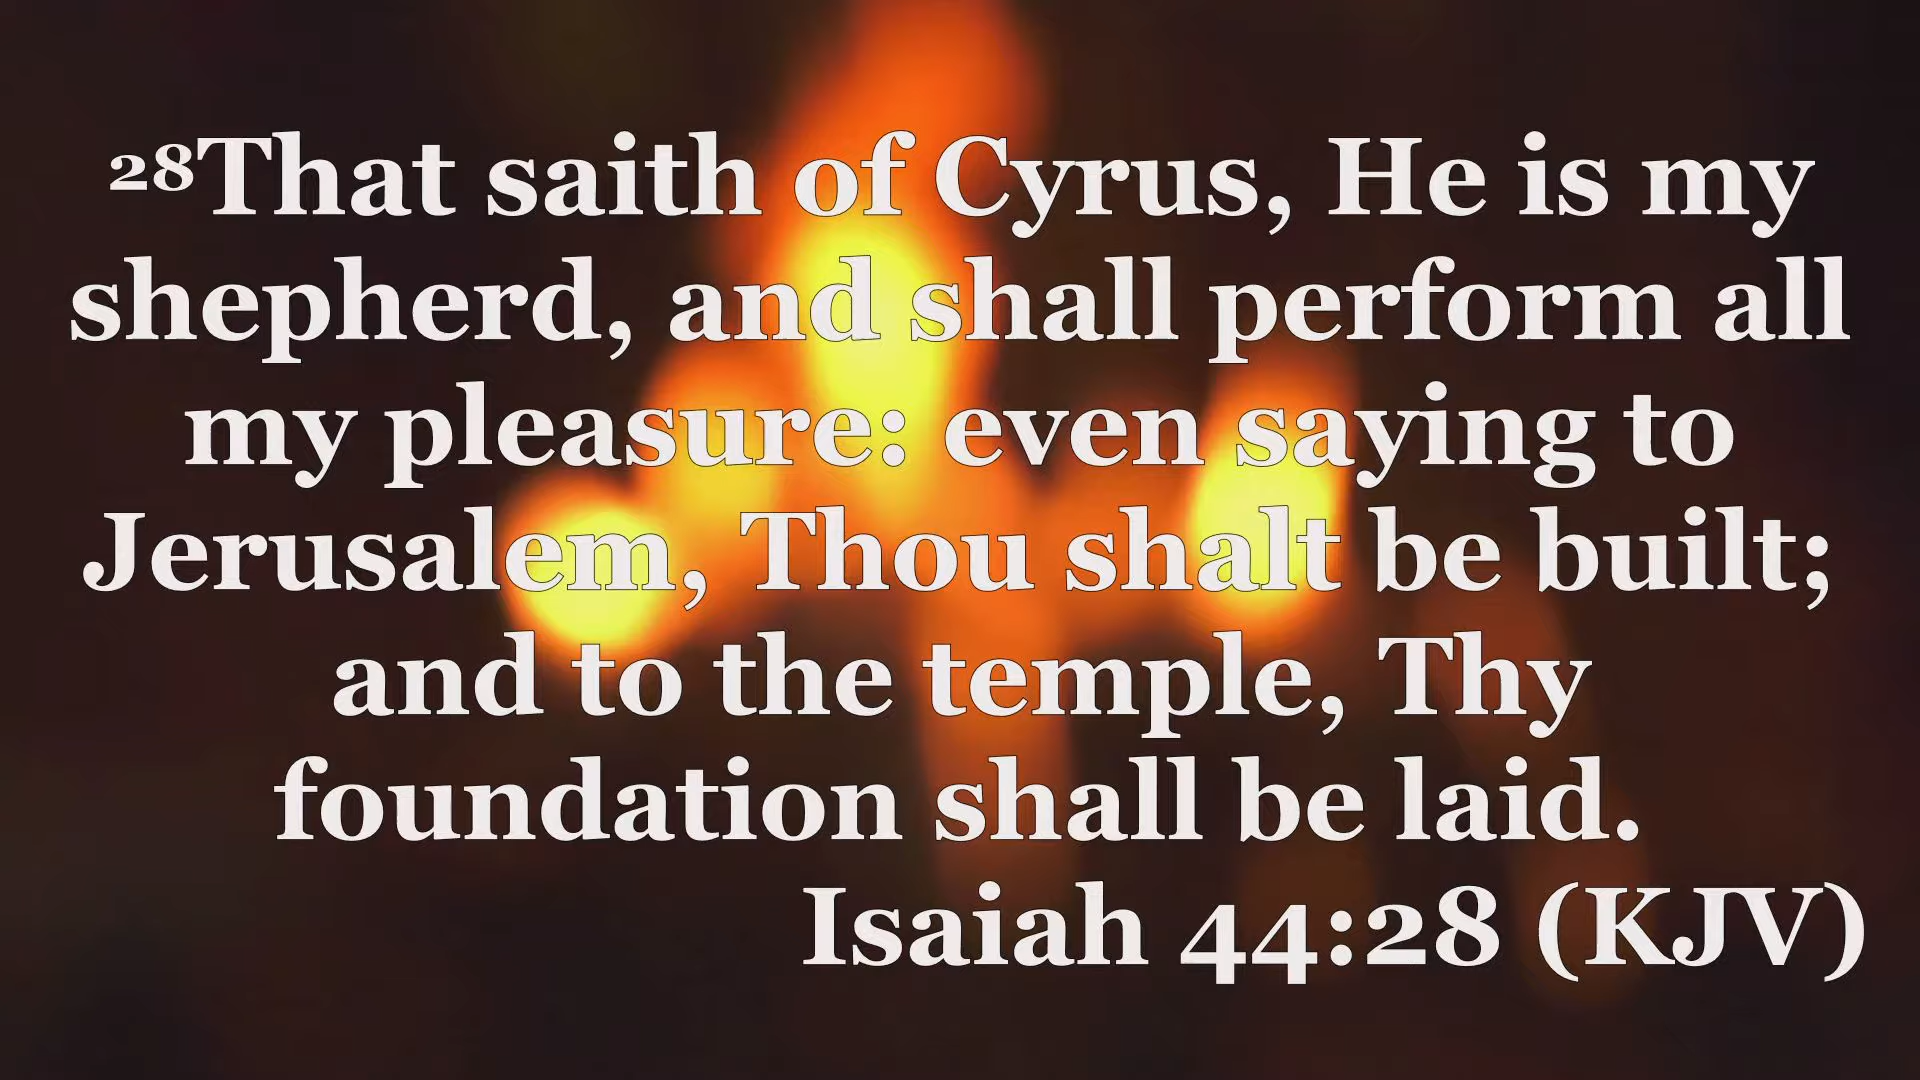 28That saith of Cyrus, He is my
shepherd, and shall perform all
my pleasure: even saying to
Jerusalem, Thou shalt be built;
and to the temple, Thy
foundation shall be laid.
Isaiah 44:28 (KJV)